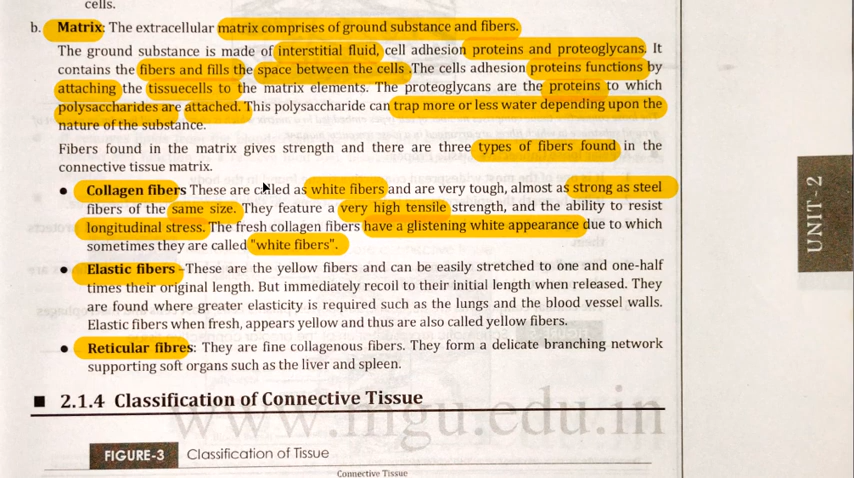 cells.
b. Matrix: The extracellular matrix comprises of ground substance and fibers.
The ground substance is made of interstitial fluid, cell adhesion proteins and proteoglycans. It
contains the fibers and fills the space between the cells .The cells adhesion proteins functions by
attaching the tissuecells to the matrix elements. The proteoglycans are the proteins to which
polysaccharides are attached. This polysaccharide can trap more or less water depending upon the
nature of the substance.
Fibers found in the matrix gives strength and there are three types of fibers found in the
connective tissue matrix.
● Collagen fibers These are called as white fibers and are very tough, almost as strong as steel
fibers of the same size. They feature a very high tensile strength, and the ability to resist
longitudinal stress. The fresh collagen fibers have a glistening white appearance due to which
sometimes they are called "white fibers".
● Elastic fibers -These are the yellow fibers and can be easily stretched to one and one-half
times their original length. But immediately recoil to their initial length when released. They
are found where greater elasticity is required such as the lungs and the blood vessel walls.
Elastic fibers when fresh, appears yellow and thus are also called yellow fibers.
● Reticular fibres: They are fine collagenous fibers. They form a delicate branching network
supporting soft organs such as the liver and spleen.
■ 2.1.4 Classification of Connective Tissue
www.mgu.edu.in
FIGURE-3 Classification of Tissue
Connective Tissue
UNIT-2